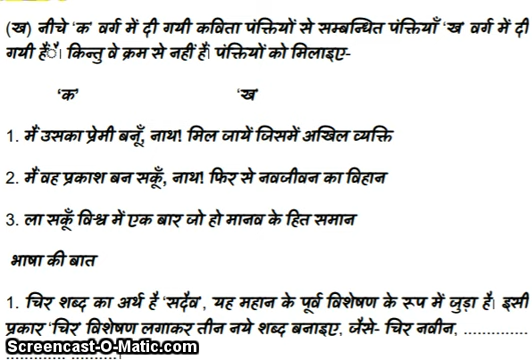 (ख) नीचे 'क' वर्ग में दी गयी कविता पंक्तियों से सम्बन्धित पंक्तियाँ 'ख' वर्ग में दी
गयी हैंै। किन्तु वे क्रम से नहीं हैं। पंक्तियों को मिलाइए-
'क' 'ख'
1. मैं उसका प्रेमी बनूँ, नाथ! मिल जायें जिसमें अखिल व्यक्ति
2. मैं वह प्रकाश बन सकूँ, नाथ! फिर से नवजीवन का विहान
3. ला सकूँ विश्व में एक बार जो हो मानव के हित समान
भाषा की बात
1. चिर शब्द का अर्थ है 'सदैव', यह महान के पूर्व विशेषण के रूप में जुड़ा है। इसी
प्रकार 'चिर' विशेषण लगाकर तीन नये शब्द बनाइए, जैसे- चिर नवीन, ..............
Screencast-O-Matic.com